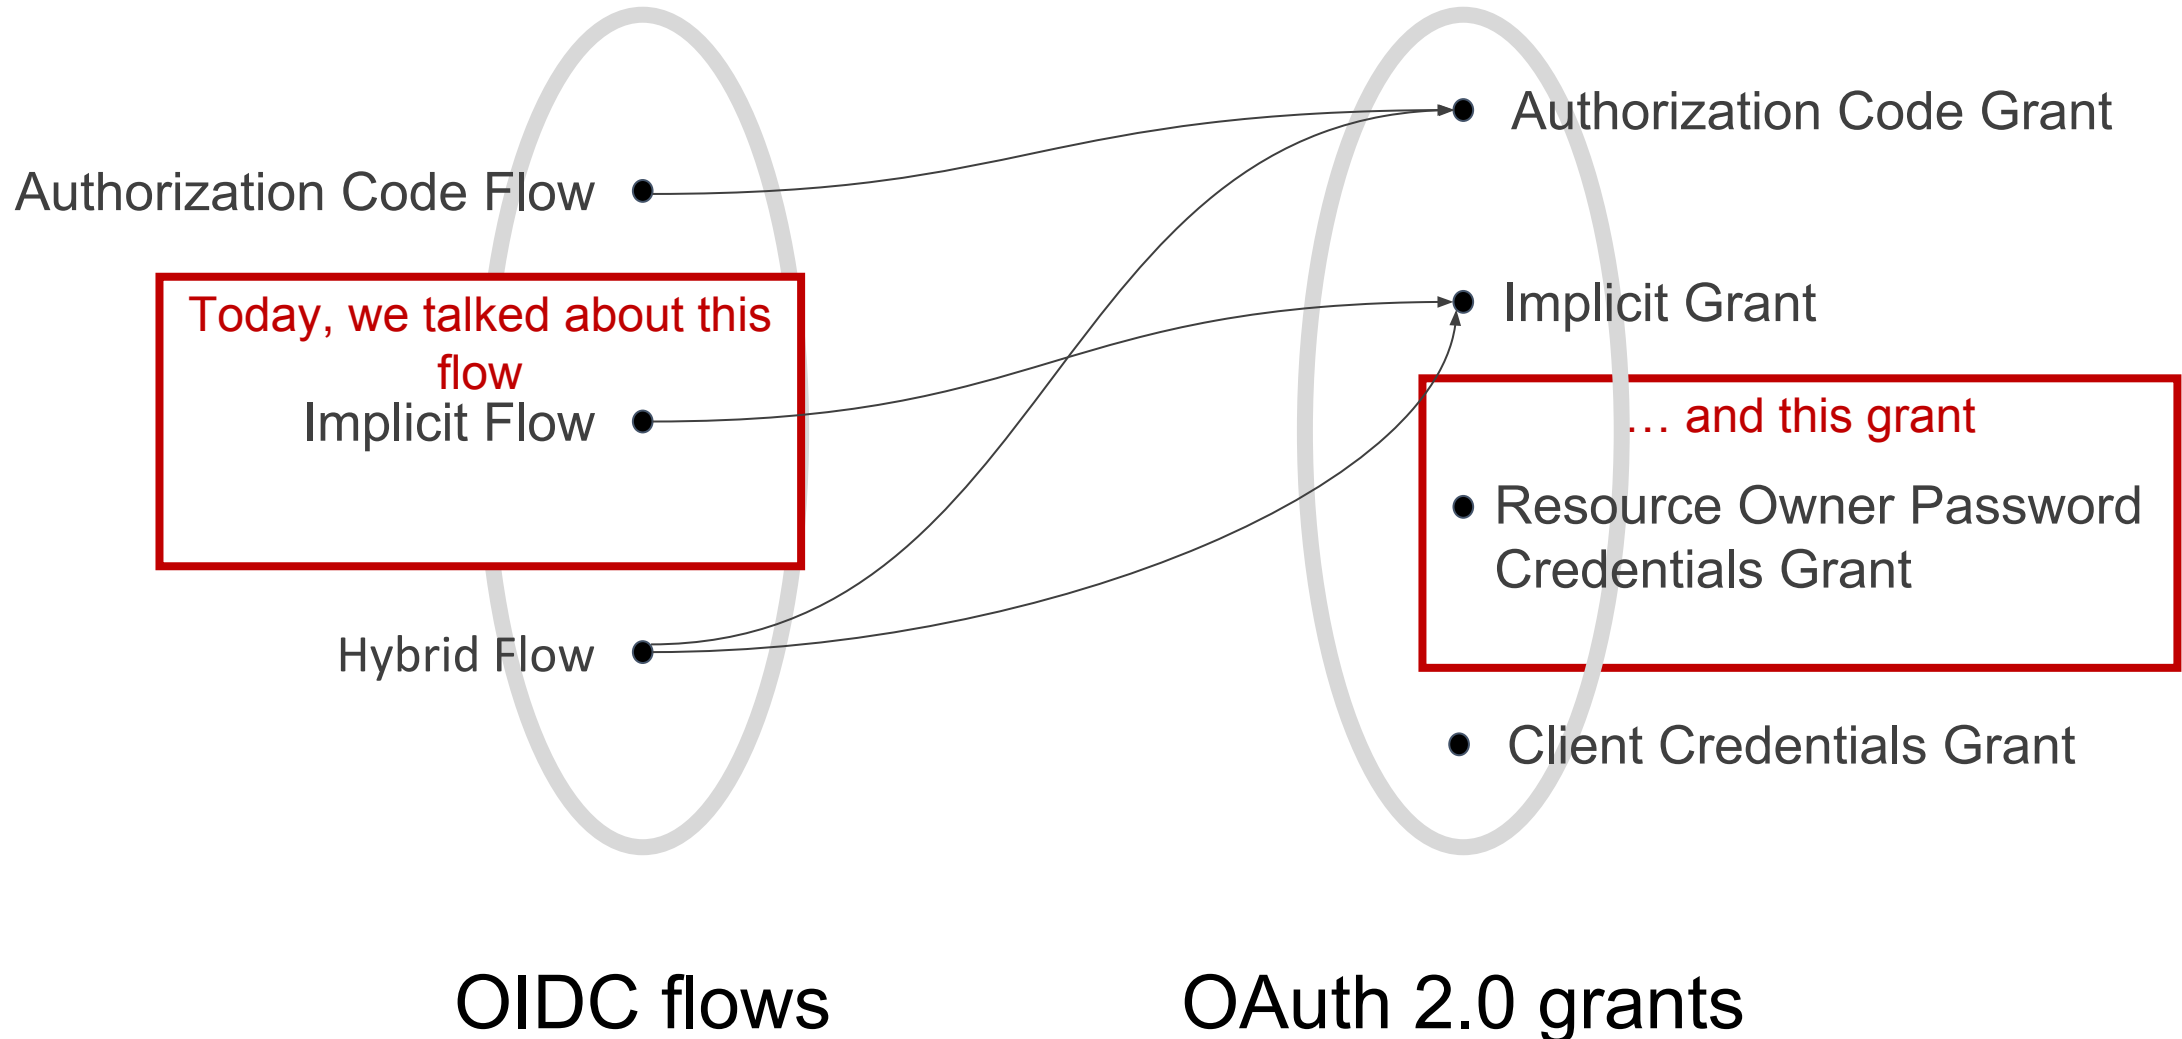 Authorization Code Flow
Today, we talked about this
flow
Implicit Flow
Hybrid Flow
Authorization Code Grant
Implicit Grant
… and this grant
Resource Owner Password
Credentials Grant
Client Credentials Grant
OIDC flows
OAuth 2.0 grants